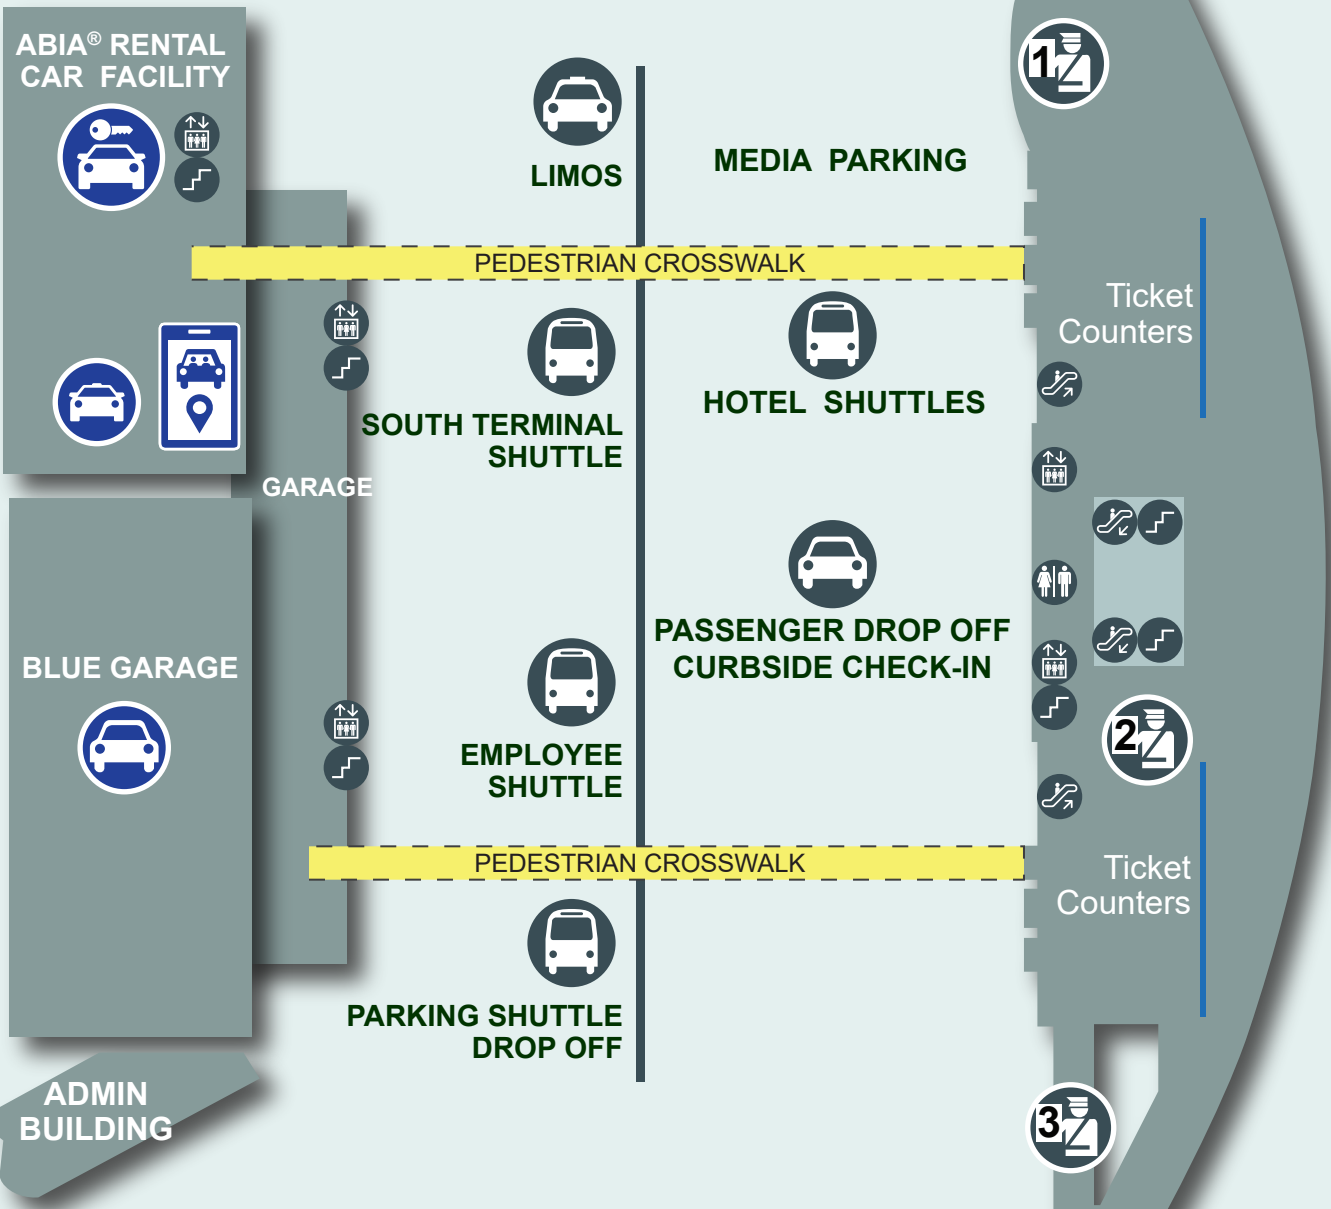 ABIA® RENTAL
CAR FACILITY
1
LIMOS
MEDIA PARKING
PEDESTRIAN CROSSWALK
Ticket
Counters
HOTEL SHUTTLES
SOUTH TERMINAL
SHUTTLE
GARAGE
PASSENGER DROP OFF
CURBSIDE CHECK-IN
BLUE GARAGE
2
EMPLOYEE
SHUTTLE
PEDESTRIAN CROSSWALK
Ticket
Counters
PARKING SHUTTLE
DROP OFF
ADMIN
BUILDING
3